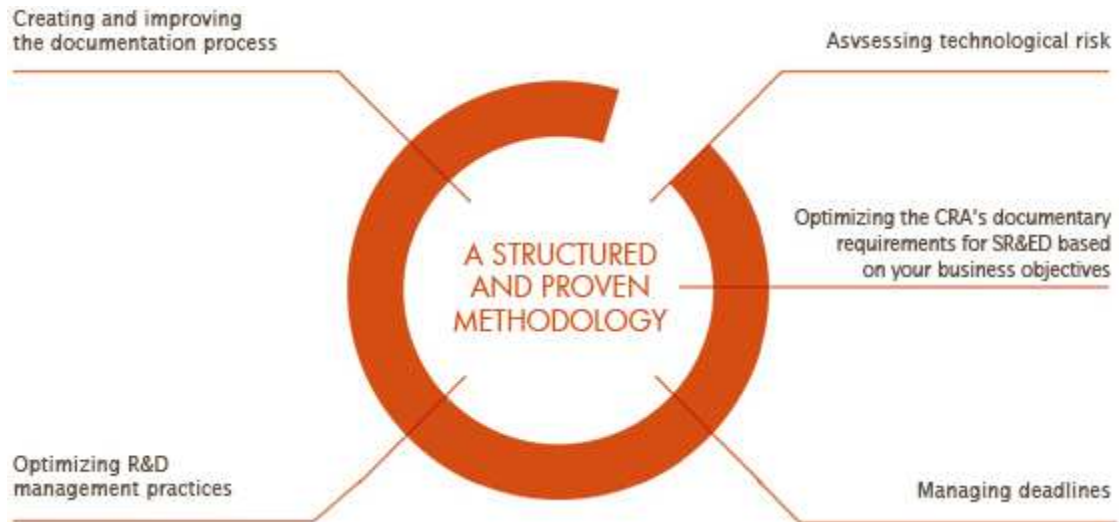 Creating and improving
the documentation process
Asvsessing technological risk
Optimizing the CRA's documentary
requirements for SR&ED based
on your business objectives
A STRUCTURED
AND PROVEN
METHODOLOGY
Optimizing R&D
management practices
Managing deadlines